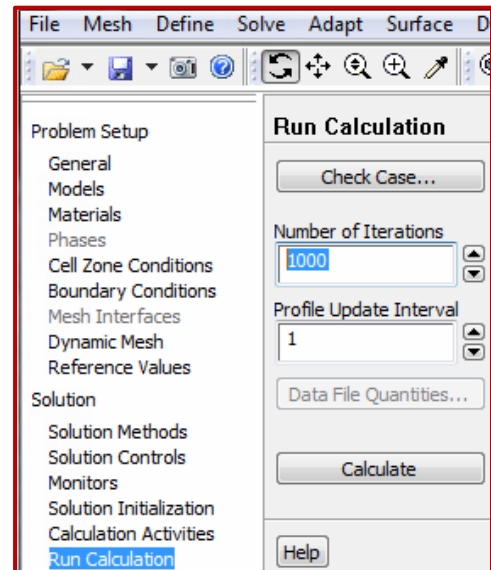 File Mesh Define Solve Adapt Surface D
Problem Setup
General
Models
Materials
Phases
Cell Zone Conditions
Boundary Conditions
Mesh Interfaces
Dynamic Mesh
Reference Values
Solution
Solution Methods
Solution Controls
Monitors
Solution Initialization
Calculation Activities
Run Calculation
Run Calculation
Check Case...
Number of Iterations
1000
Profile Update Interval
1
Data File Quantities...
Calculate
Help